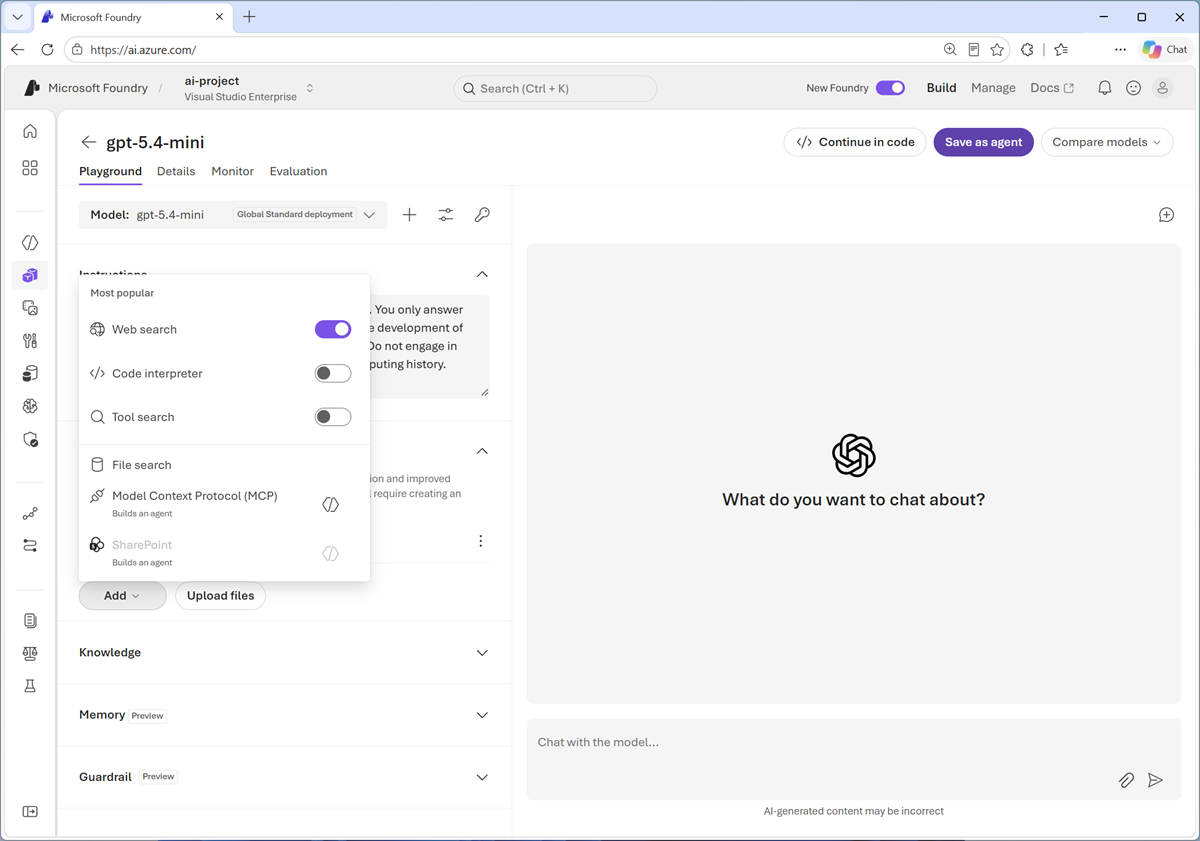 Microsoft Foundry
https://ai.azure.com/
Chat
Microsoft Foundry
/
ai-project
Visual Studio Enterprise
Search (Ctrl + K)
New Foundry
Build
Manage
Docs
gpt-5.4-mini
Continue in code
Save as agent
Compare models
Playground
Details
Monitor
Evaluation
Model: gpt-5.4-mini
Global Standard deployment
Instructions
. You only answer
e development of
Do not engage in
puting history.
Most popular
Web search
Code interpreter
Tool search
File search
Model Context Protocol (MCP)
Builds an agent
SharePoint
Builds an agent
ion and improved
l require creating an
Add
Upload files
Knowledge
Memory Preview
Guardrail Preview
What do you want to chat about?
Chat with the model...
AI-generated content may be incorrect